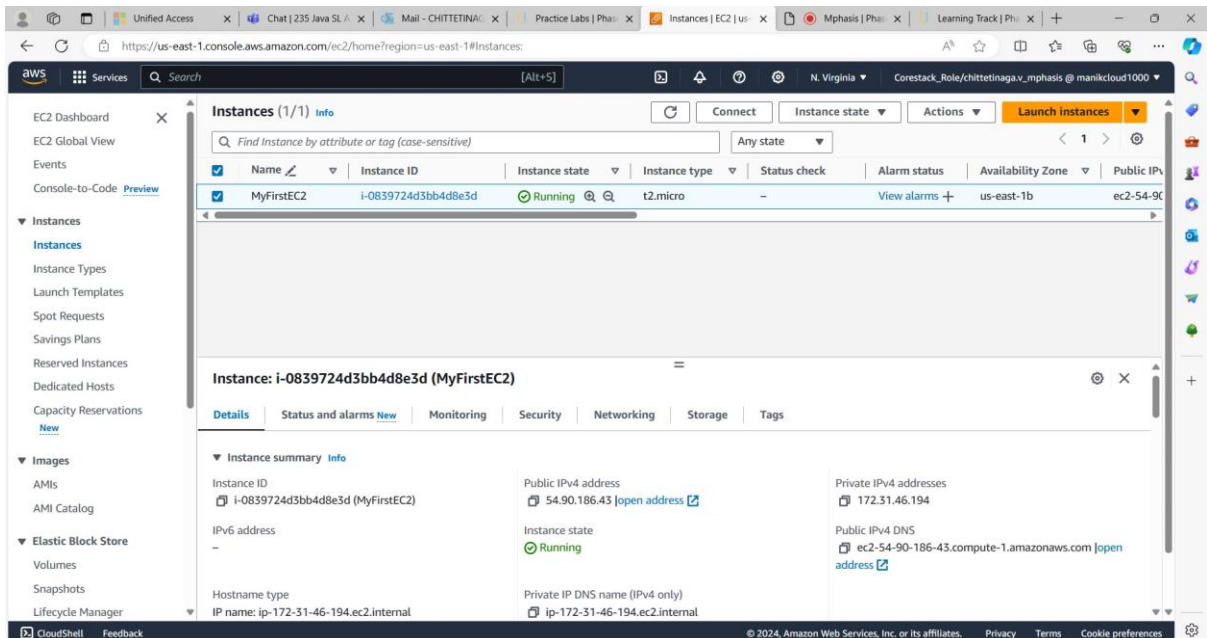 Unified Access
Chat | 235 Java SL A
Mail - CHITTETINAG
Practice Labs | Phas
Instances | EC2 | us-
Mphasis | Phas
Learning Track | Pha
https://us-east-1.console.aws.amazon.com/ec2/home?region=us-east-1#Instances:
aws
Services
Search
[Alt+S]
N. Virginia
Corestack_Role/chittetinaga.v_mphasis @ manikcloud1000
EC2 Dashboard
EC2 Global View
Events
Console-to-Code Preview
Instances
Instances
Instance Types
Launch Templates
Spot Requests
Savings Plans
Reserved Instances
Dedicated Hosts
Capacity Reservations
New
Images
AMIs
AMI Catalog
Elastic Block Store
Volumes
Snapshots
Lifecycle Manager
Instances (1/1) Info
Connect
Instance state
Actions
Launch instances
Find Instance by attribute or tag (case-sensitive)
Any state
1
Name Instance ID Instance state Instance type Status check Alarm status Availability Zone Public IPv
MyFirstEC2 i-0839724d3bb4d8e3d Running t2.micro – View alarms + us-east-1b ec2-54-90
Instance: i-0839724d3bb4d8e3d (MyFirstEC2)
Details Status and alarms New Monitoring Security Networking Storage Tags
Instance summary Info
Instance ID
i-0839724d3bb4d8e3d (MyFirstEC2)
Public IPv4 address
54.90.186.43 |open address
Private IPv4 addresses
172.31.46.194
IPv6 address
–
Instance state
Running
Public IPv4 DNS
ec2-54-90-186-43.compute-1.amazonaws.com |open
address
Hostname type
IP name: ip-172-31-46-194.ec2.internal
Private IP DNS name (IPv4 only)
ip-172-31-46-194.ec2.internal
CloudShell Feedback
© 2024, Amazon Web Services, Inc. or its affiliates. Privacy Terms Cookie preferences